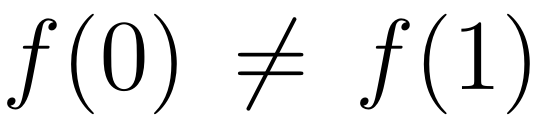 f(0) ≠ f(1)